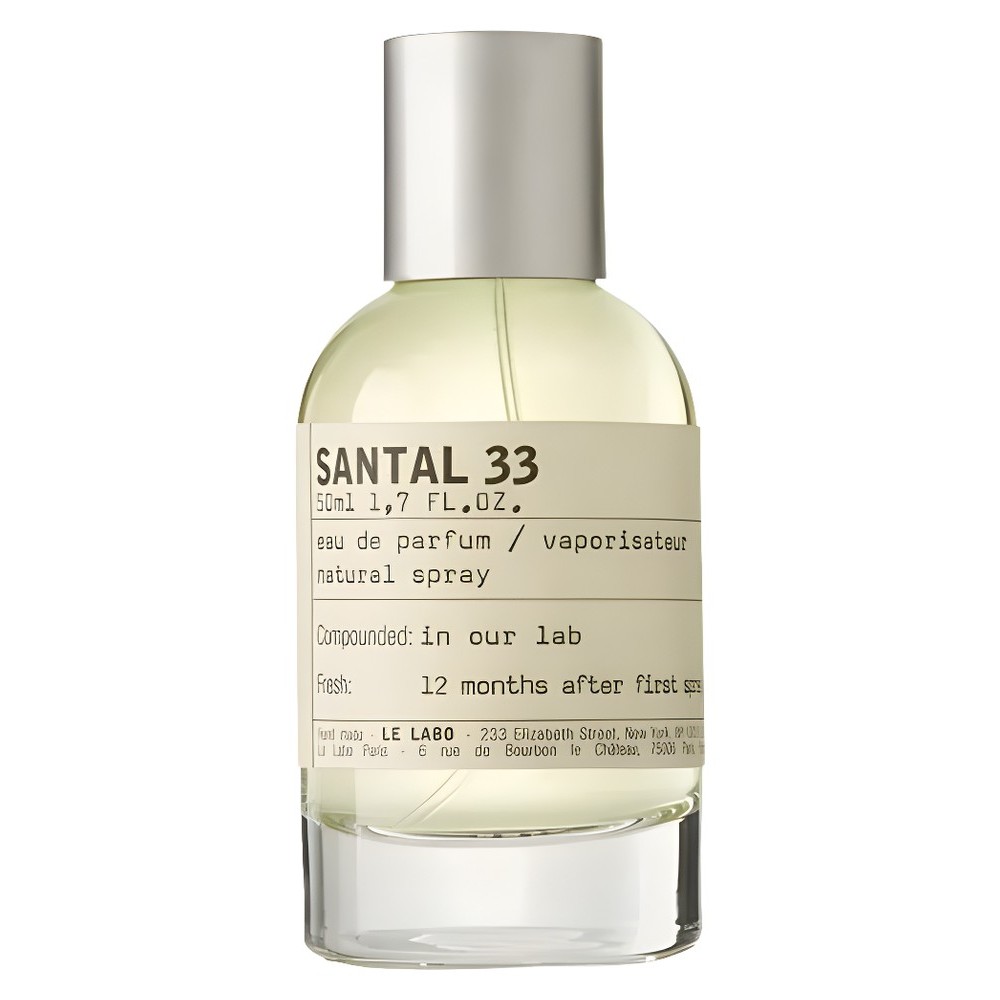 SANTAL 33
50ml 1,7 FL.OZ.
eau de parfum / vaporisateur
natural spray
Compounded: in our lab
Fresh: 12 months after first
LE LABO - 233 Elizabeth Street, New York,
Paris - 6 rue de Bourbon le Château,